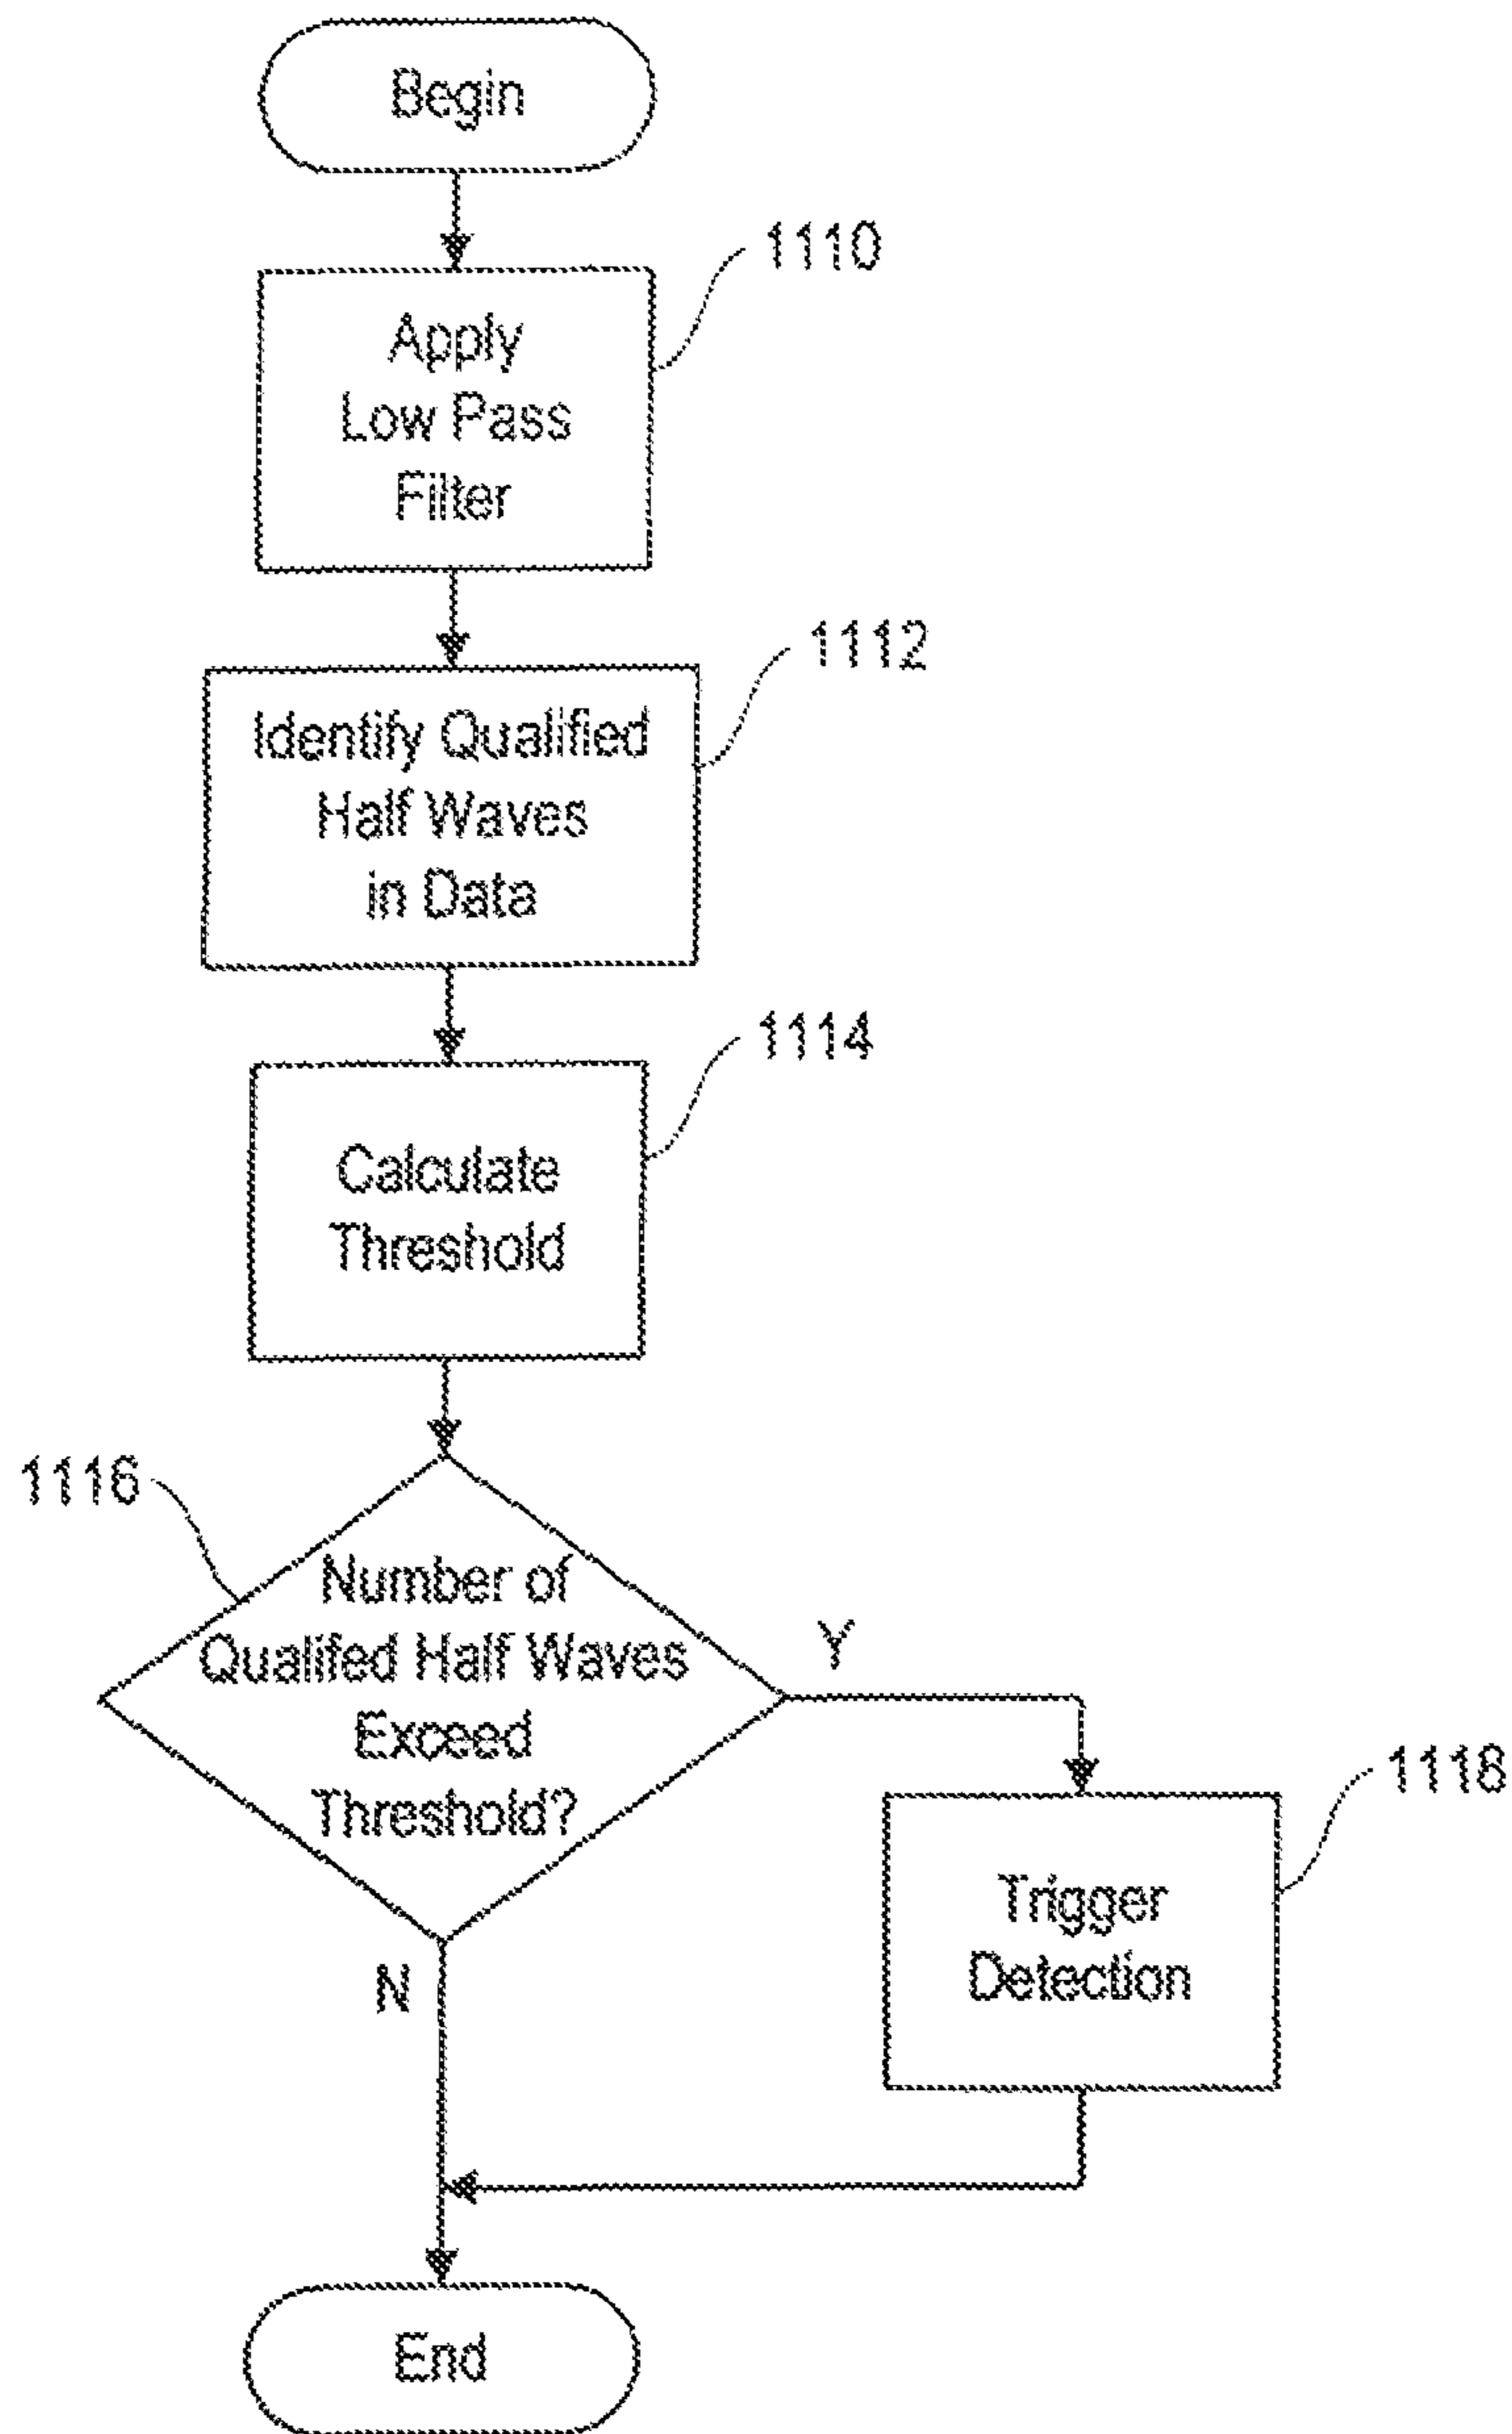 Begin
1110
Apply
Low Pass
Filter
1112
Identify Qualified
Half Waves
in Data
1114
Calculate
Threshold
1116
Number of
Qualifed Half Waves
Exceed
Threshold?
Y
1118
Trigger
Detection
N
End